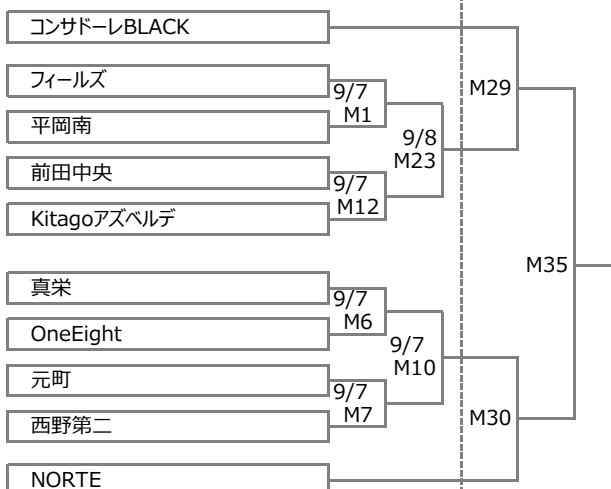 コンサドーレBLACK
フィールズ
9/7
M1
平岡南
M29
9/8
M23
前田中央
9/7
M12
Kitagoアズベルデ
M35
真栄
9/7
M6
OneEight
9/7
M10
元町
9/7
M7
西野第二
M30
NORTE